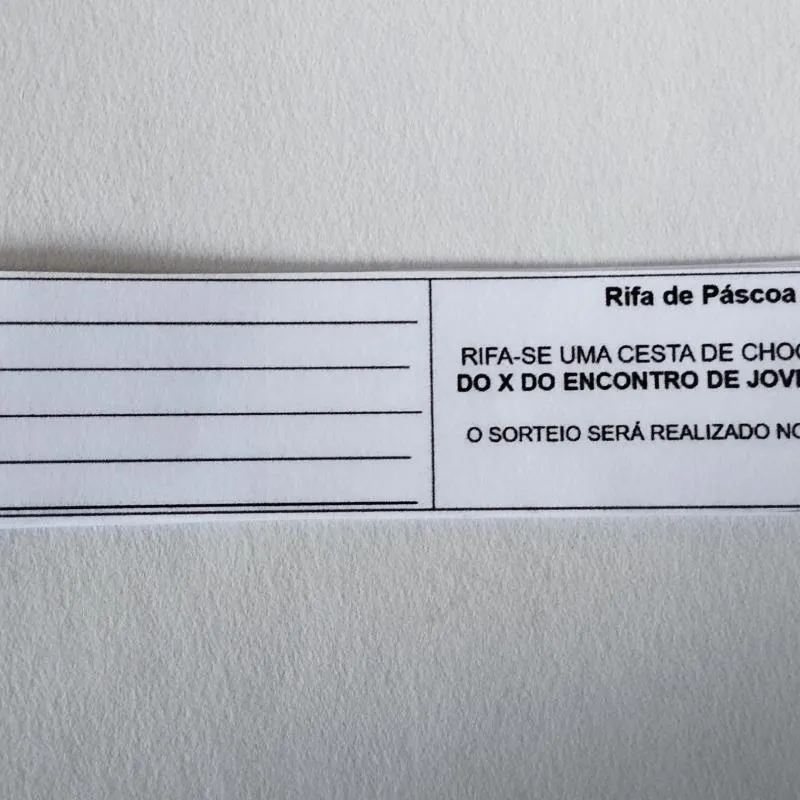 Rifa de Páscoa
RIFA-SE UMA CESTA DE
DO X DO ENCONTRO DE
O SORTEIO SERÁ REALIZADO